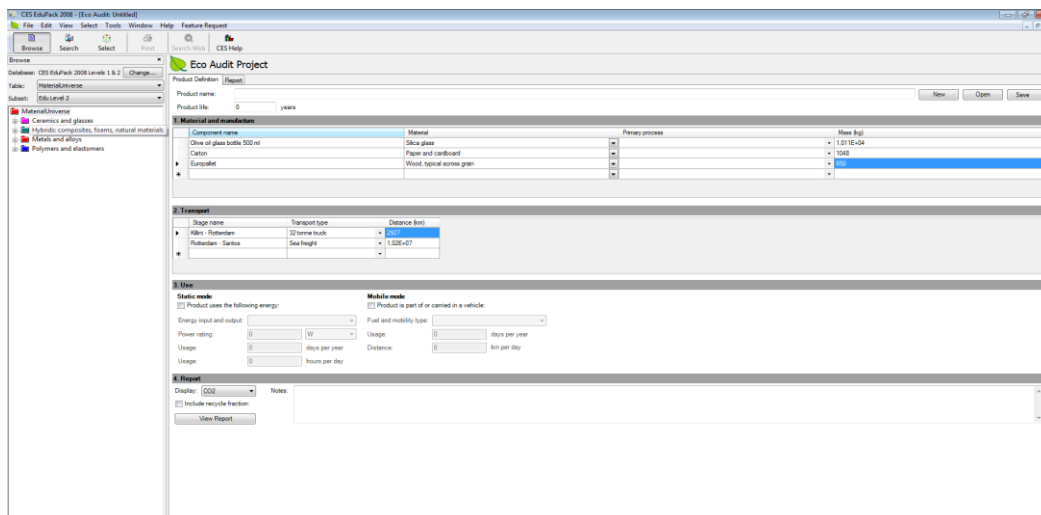 CES EduPack 2008 - [Eco Audit: Untitled]
File Edit View Select Tools Window Help Feature Request
Browse Search Select Print Search Web CES Help
Browse
Database: CES EduPack 2008 Levels 1 & 2 Change...
Table: MaterialUniverse
Subset: Edu Level 2
MaterialUniverse
Ceramics and glasses
Hybrids: composites, foams, natural materials
Metals and alloys
Polymers and elastomers
Eco Audit Project
Product Definition Report
Product name: New Open Save
Product life: 0 years
1. Material and manufacture
Component name Material Primary process Mass (kg)
Olive oil glass bottle 500 ml Silica glass 1,011E+04
Carton Paper and cardboard 1048
Europallet Wood, typical across grain 650
2. Transport
Stage name Transport type Distance (km)
Killini - Rotterdam 32 tonne truck 2927
Rotterdam - Santos Sea freight 1,02E+07
3. Use
Static mode Mobile mode
Product uses the following energy: Product is part of or carried in a vehicle:
Energy input and output: Fuel and mobility type:
Power rating: 0 W Usage: 0 days per year
Usage: 0 days per year Distance: 0 km per day
Usage: 0 hours per day
4. Report
Display: CO2 Notes:
Include recycle fraction:
View Report